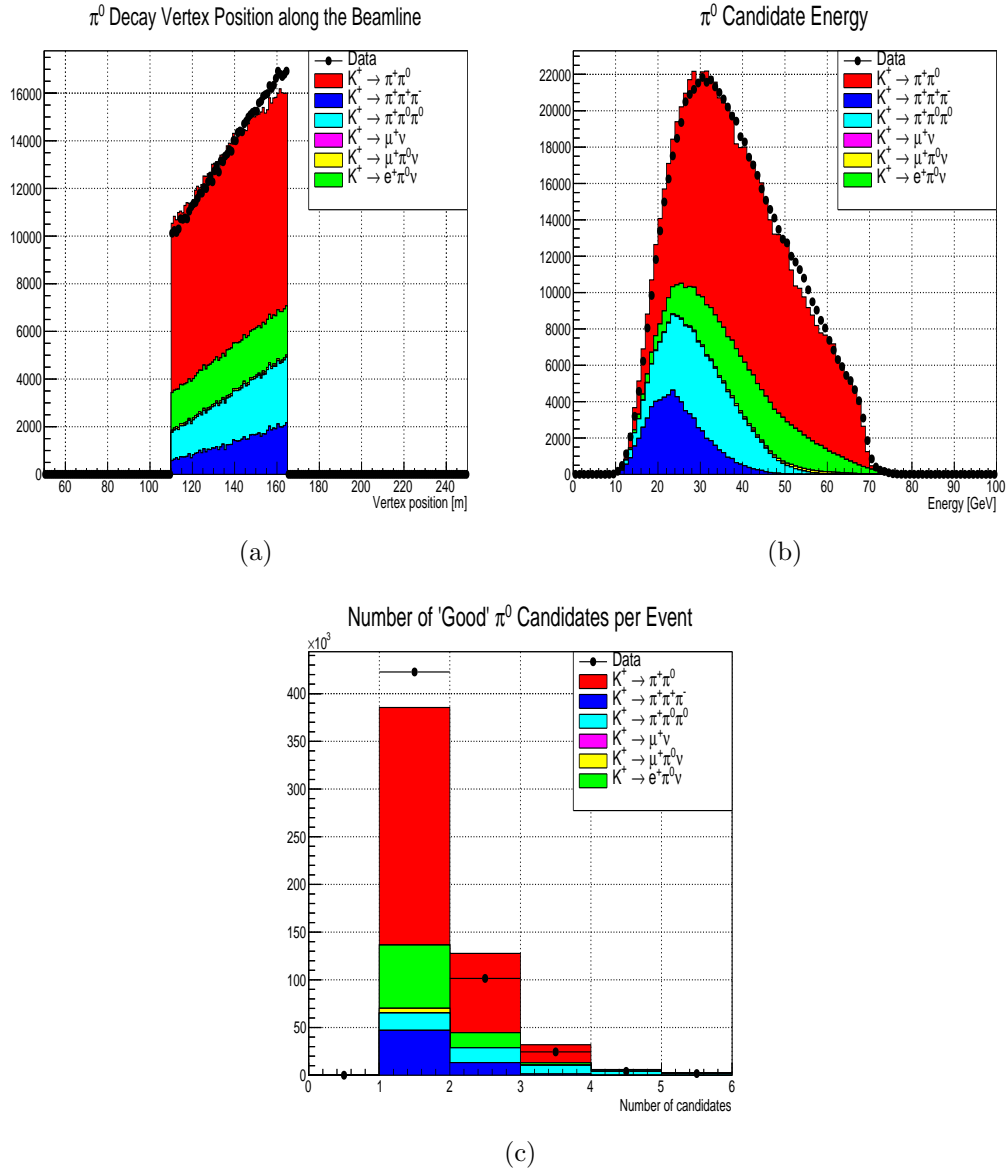 π⁰ Decay Vertex Position along the Beamline
Data
K⁺ → π⁺π⁰
K⁺ → π⁺π⁺π⁻
K⁺ → π⁺π⁰π⁰
K⁺ → μ⁺ν
K⁺ → μ⁺π⁰ν
K⁺ → e⁺π⁰ν
16000
14000
12000
10000
8000
6000
4000
2000
0
60 80 100 120 140 160 180 200 220 240
Vertex position [m]
(a)
π⁰ Candidate Energy
Data
K⁺ → π⁺π⁰
K⁺ → π⁺π⁺π⁻
K⁺ → π⁺π⁰π⁰
K⁺ → μ⁺ν
K⁺ → μ⁺π⁰ν
K⁺ → e⁺π⁰ν
22000
20000
18000
16000
14000
12000
10000
8000
6000
4000
2000
0
0 10 20 30 40 50 60 70 80 90 100
Energy [GeV]
(b)
Number of 'Good' π⁰ Candidates per Event
×10³
Data
K⁺ → π⁺π⁰
K⁺ → π⁺π⁺π⁻
K⁺ → π⁺π⁰π⁰
K⁺ → μ⁺ν
K⁺ → μ⁺π⁰ν
K⁺ → e⁺π⁰ν
400
350
300
250
200
150
100
50
0
0 1 2 3 4 5 6
Number of candidates
(c)